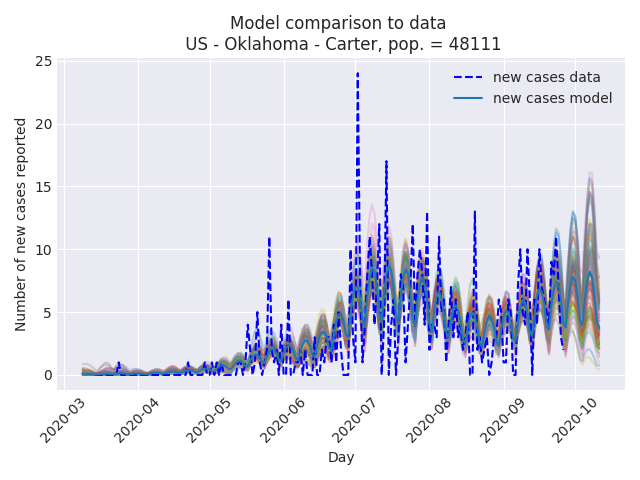 Model comparison to data
US - Oklahoma - Carter, pop. = 48111
25
20
15
10
5
0
Number of new cases reported
new cases data
new cases model
2020-03
2020-04
2020-05
2020-06
2020-07
2020-08
2020-09
2020-10
Day